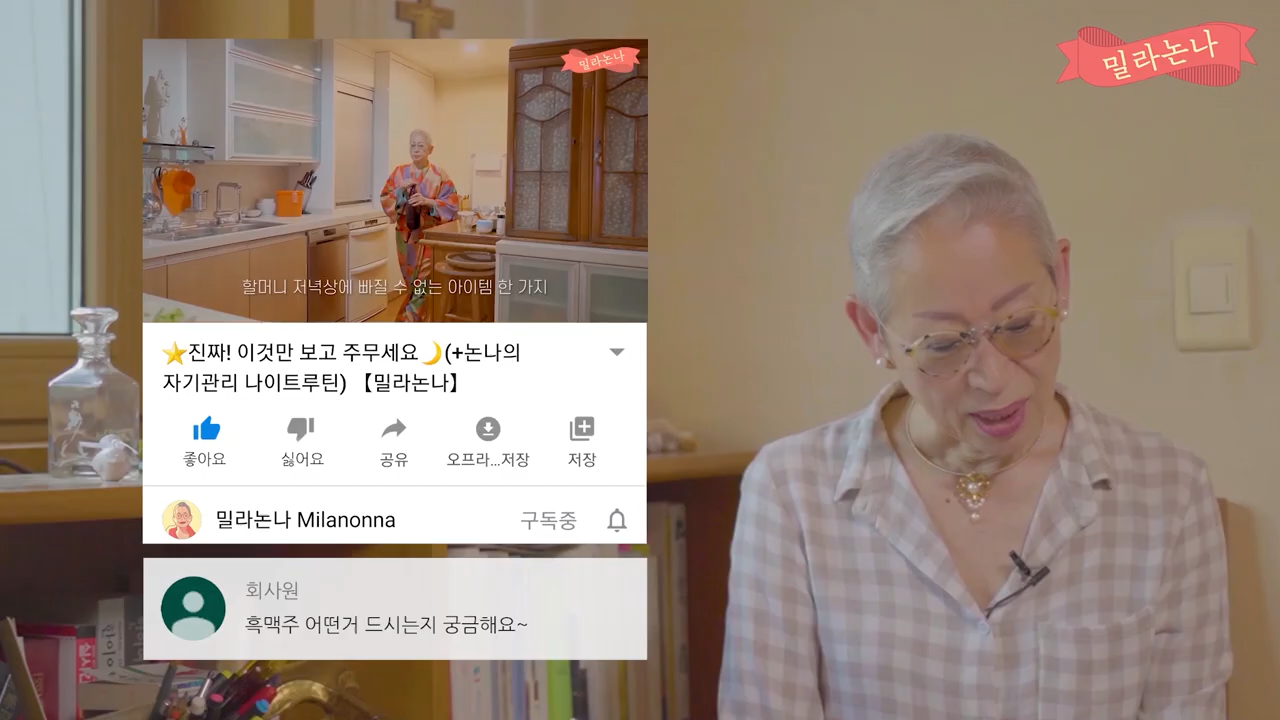 밀라논나
밀라논나
할머니 저녁상에 빠질 수 없는 아이템 한 가지
⭐진짜! 이것만 보고 주무세요🌙(+논나의
자기관리 나이트루틴) 【밀라논나】
좋아요
싫어요
공유
오프라...저장
저장
밀라논나 Milanonna
구독중
회사원
흑맥주 어떤거 드시는지 궁금해요~